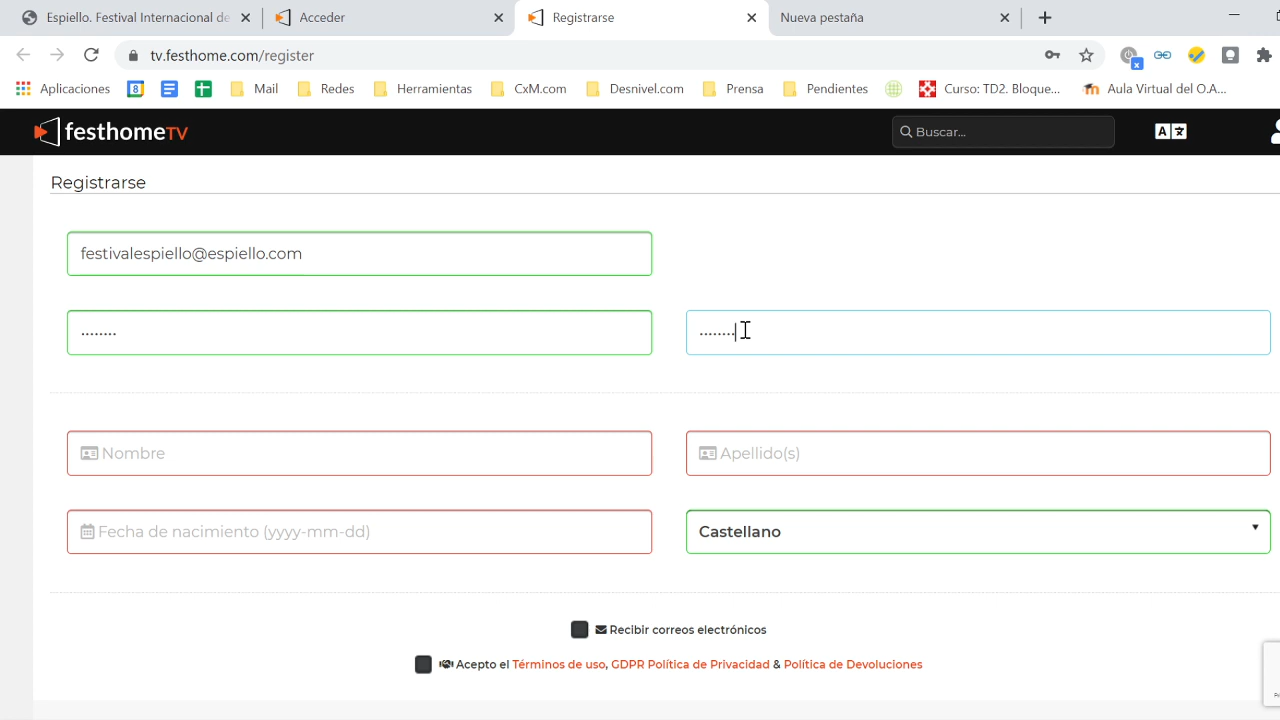 Espiello. Festival Internacional de
Acceder
Registrarse
Nueva pestaña
tv.festhome.com/register
Aplicaciones
8
Mail
Redes
Herramientas
CxM.com
Desnivel.com
Prensa
Pendientes
Curso: TD2. Bloque...
Aula Virtual del O.A...
festhomeTV
Buscar...
Registrarse
festivalespiello@espiello.com
........
........
Nombre
Apellido(s)
Fecha de nacimiento (yyyy-mm-dd)
Castellano
Recibir correos electrónicos
Acepto el Términos de uso, GDPR Política de Privacidad & Política de Devoluciones